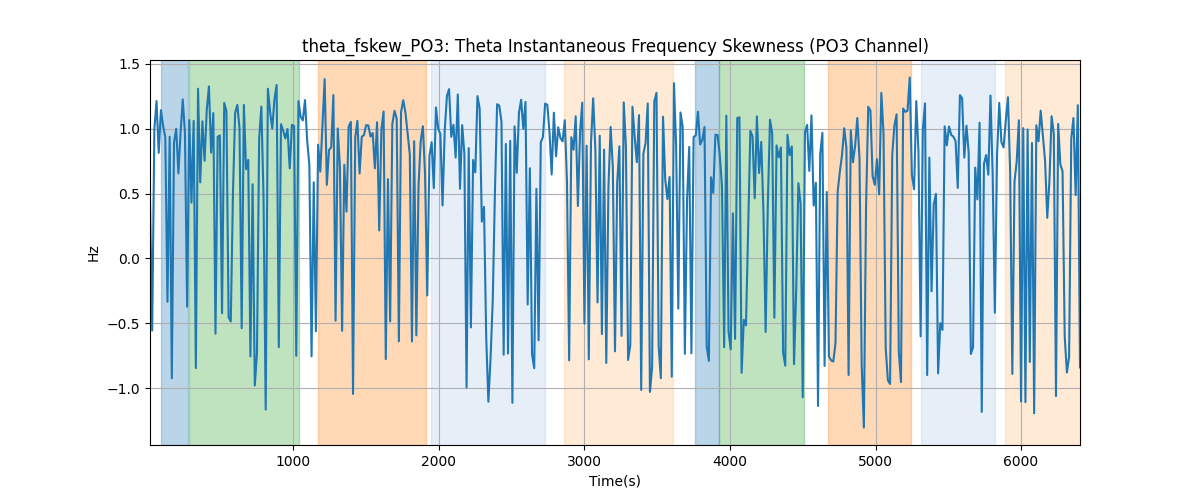 theta_fskew_PO3: Theta Instantaneous Frequency Skewness (PO3 Channel)
1.5
1.0
0.5
0.0
−0.5
−1.0
Hz
1000 2000 3000 4000 5000 6000
Time(s)